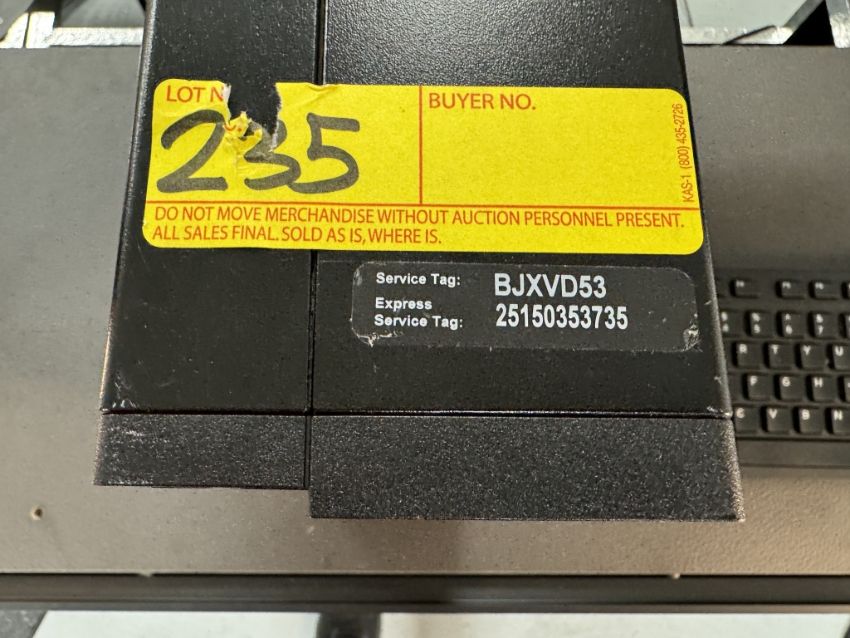 LOT N
235
BUYER NO.
KAS-1 (800) 435-2726
DO NOT MOVE MERCHANDISE WITHOUT AUCTION PERSONNEL PRESENT.
ALL SALES FINAL. SOLD AS IS, WHERE IS.
Service Tag: BJXVD53
Express
Service Tag: 25150353735
R T Y U
F G H
V B N